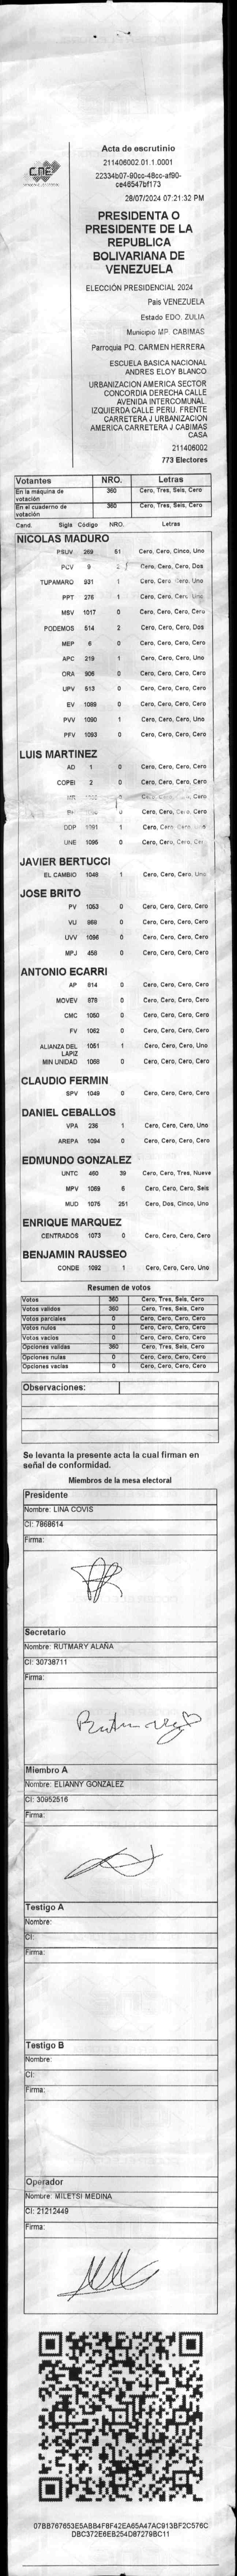 CNE
Acta de escrutinio
211406002.01.1.0001
22334b07-90cc-48cc-af90-
ce46547bf173
28/07/2024 07:21:32 PM
PRESIDENTA O
PRESIDENTE DE LA
REPUBLICA
BOLIVARIANA DE
VENEZUELA
ELECCIÓN PRESIDENCIAL 2024
Pais VENEZUELA
Estado EDO. ZULIA
Municipio MP. CABIMAS
Parroquia PQ. CARMEN HERRERA
ESCUELA BASICA NACIONAL
ANDRES ELOY BLANCO
URBANIZACION AMERICA SECTOR
CONCORDIA DERECHA CALLE
AVENIDA INTERCOMUNAL.
IZQUIERDA CALLE PERU. FRENTE
CARRETERA J URBANIZACION
AMERICA CARRETERA J CABIMAS
CASA
211406002
773 Electores
Votantes NRO. Letras
En la máquina de votación 360 Cero, Tres, Seis, Cero
En el cuaderno de votación 360 Cero, Tres, Seis, Cero
Cand. Sigla Código NRO. Letras
NICOLAS MADURO
PSUV 269 51 Cero, Cero, Cinco, Uno
PCV 9 2 Cero, Cero, Cero, Dos
TUPAMARO 931 1 Cero, Cero, Cero, Uno
PPT 276 1 Cero, Cero, Cero, Uno
MSV 1017 0 Cero, Cero, Cero, Cero
PODEMOS 514 2 Cero, Cero, Cero, Dos
MEP 6 0 Cero, Cero, Cero, Cero
APC 219 1 Cero, Cero, Cero, Uno
ORA 906 0 Cero, Cero, Cero, Cero
UPV 513 0 Cero, Cero, Cero, Cero
EV 1089 0 Cero, Cero, Cero, Cero
PVV 1090 1 Cero, Cero, Cero, Uno
PFV 1093 0 Cero, Cero, Cero, Cero
LUIS MARTINEZ
AD 1 0 Cero, Cero, Cero, Cero
COPEI 2 0 Cero, Cero, Cero, Cero
0 Cero
0 Cero, Cero, Cero, Cero
DDP 1091 1 Cero, Cero, Cero, Uno
UNE 1095 0 Cero, Cero, Cero, Cero
JAVIER BERTUCCI
EL CAMBIO 1048 1 Cero, Cero, Cero, Uno
JOSE BRITO
PV 1053 0 Cero, Cero, Cero, Cero
VU 969 0 Cero, Cero, Cero, Cero
UVV 1096 0 Cero, Cero, Cero, Cero
MPJ 458 0 Cero, Cero, Cero, Cero
ANTONIO ECARRI
AP 814 0 Cero, Cero, Cero, Cero
MOVEV 879 0 Cero, Cero, Cero, Cero
CMC 1050 0 Cero, Cero, Cero, Cero
FV 1062 0 Cero, Cero, Cero, Cero
ALIANZA DEL LAPIZ 1051 1 Cero, Cero, Cero, Uno
MIN UNIDAD 1068 0 Cero, Cero, Cero, Cero
CLAUDIO FERMIN
SPV 1049 0 Cero, Cero, Cero, Cero
DANIEL CEBALLOS
VPA 236 1 Cero, Cero, Cero, Uno
AREPA 1094 0 Cero, Cero, Cero, Cero
EDMUNDO GONZALEZ
UNTC 460 39 Cero, Cero, Tres, Nueve
MPV 1069 6 Cero, Cero, Cero, Seis
MUD 1075 251 Cero, Dos, Cinco, Uno
ENRIQUE MARQUEZ
CENTRADOS 1073 0 Cero, Cero, Cero, Cero
BENJAMIN RAUSSEO
CONDE 1092 1 Cero, Cero, Cero, Uno
Resumen de votos
Votos 360 Cero, Tres, Seis, Cero
Votos validos 360 Cero, Tres, Seis, Cero
Votos parciales 0 Cero, Cero, Cero, Cero
Votos nulos 0 Cero, Cero, Cero, Cero
Votos vacios 0 Cero, Cero, Cero, Cero
Opciones validas 360 Cero, Tres, Seis, Cero
Opciones nulas 0 Cero, Cero, Cero, Cero
Opciones vacias 0 Cero, Cero, Cero, Cero
Observaciones:
Se levanta la presente acta la cual firman en
señal de conformidad.
Miembros de la mesa electoral
Presidente
Nombre: LINA COVIS
CI: 7868614
Firma:
Secretario
Nombre: RUTMARY ALAÑA
CI: 30738711
Firma:
Miembro A
Nombre: ELIANNY GONZALEZ
CI: 30952516
Firma:
Testigo A
Nombre:
CI:
Firma:
Testigo B
Nombre:
CI:
Firma:
Operador
Nombre: MILETSI MEDINA
CI: 21212449
Firma:
07BB767653E5ABB4F8F42EA65A47AC913BF2C576C
DBC372E6EB254D87279BC11